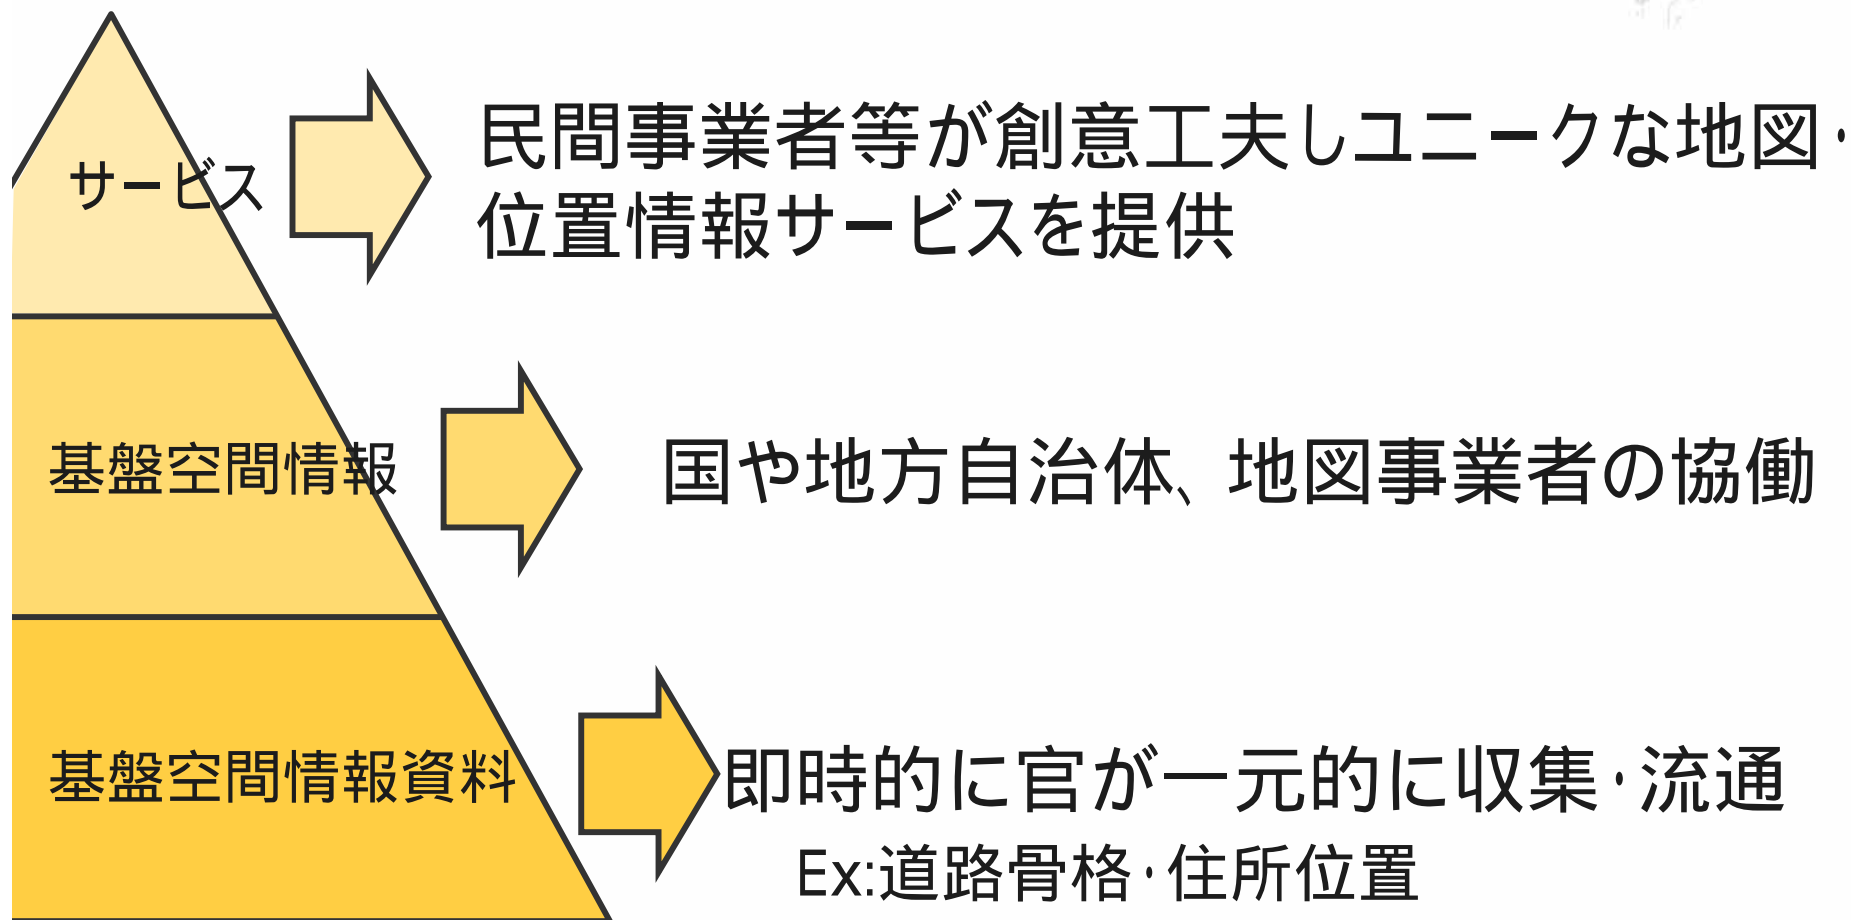 サービス
民間事業者等が創意工夫しユニークな地図・
位置情報サービスを提供
基盤空間情報
国や地方自治体、地図事業者の協働
基盤空間情報資料
即時的に官が一元的に収集・流通
Ex:道路骨格・住所位置